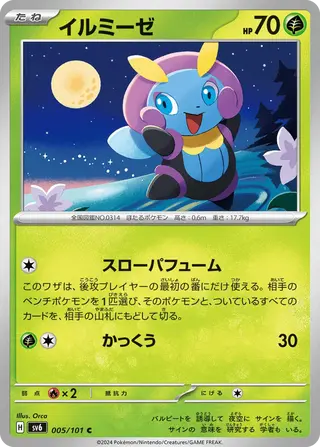 たね
イルミーゼ
HP70
全国図鑑NO.0314 ほたるポケモン 高さ:0.6m 重さ:17.7kg
スローパフューム
このワザは、後攻プレイヤーの最初の番にだけ使える。相手の
ベンチポケモンを1匹選び、そのポケモンと、ついているすべての
カードを、相手の山札にもどして切る。
かっくう 30
弱点 ×2 抵抗力 にげる
Illus. Orca
H SV6 005/101 C
バルビートを 誘導して 夜空に サインを 描く。
サインの 意味を 研究する 学者も いる。
©2024 Pokémon/Nintendo/Creatures/GAME FREAK.